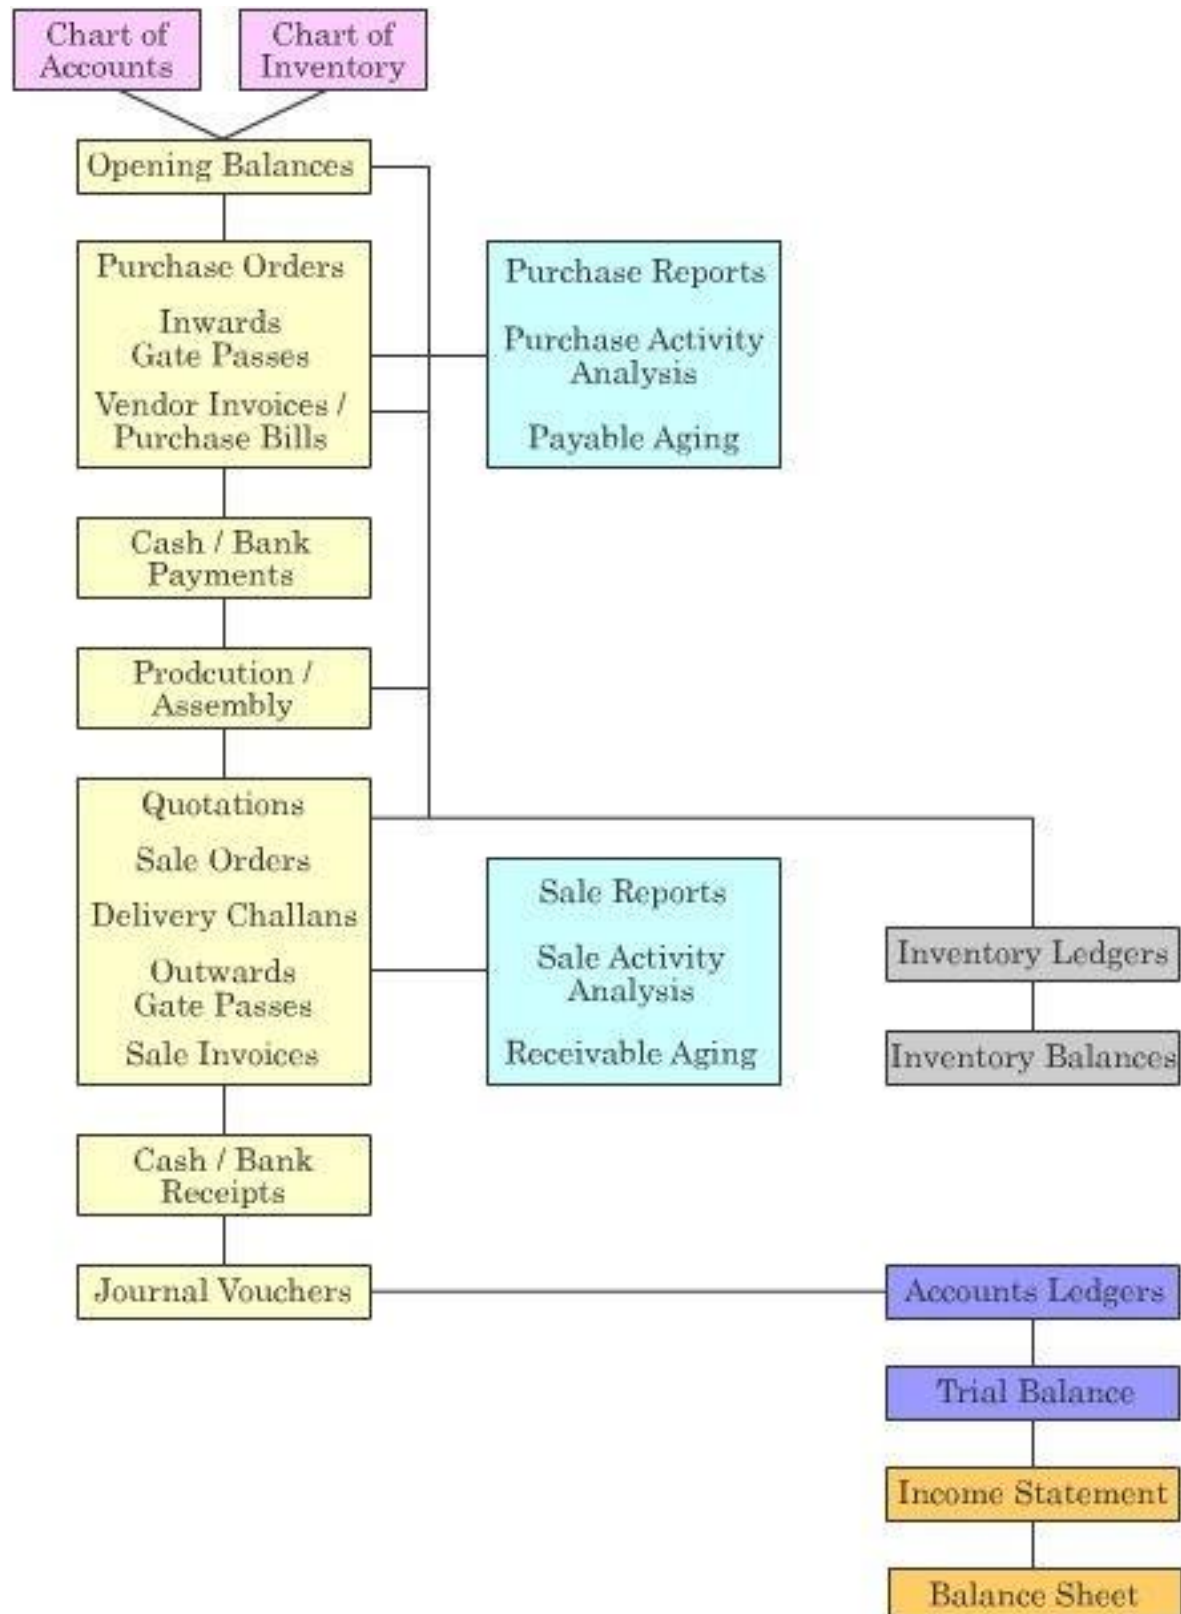 Chart of
Accounts
Chart of
Inventory
Opening Balances
Purchase Orders
Inwards
Gate Passes
Vendor Invoices /
Purchase Bills
Purchase Reports
Purchase Activity
Analysis
Payable Aging
Cash / Bank
Payments
Prodcution /
Assembly
Quotations
Sale Orders
Delivery Challans
Outwards
Gate Passes
Sale Invoices
Sale Reports
Sale Activity
Analysis
Receivable Aging
Inventory Ledgers
Inventory Balances
Cash / Bank
Receipts
Journal Vouchers
Accounts Ledgers
Trial Balance
Income Statement
Balance Sheet